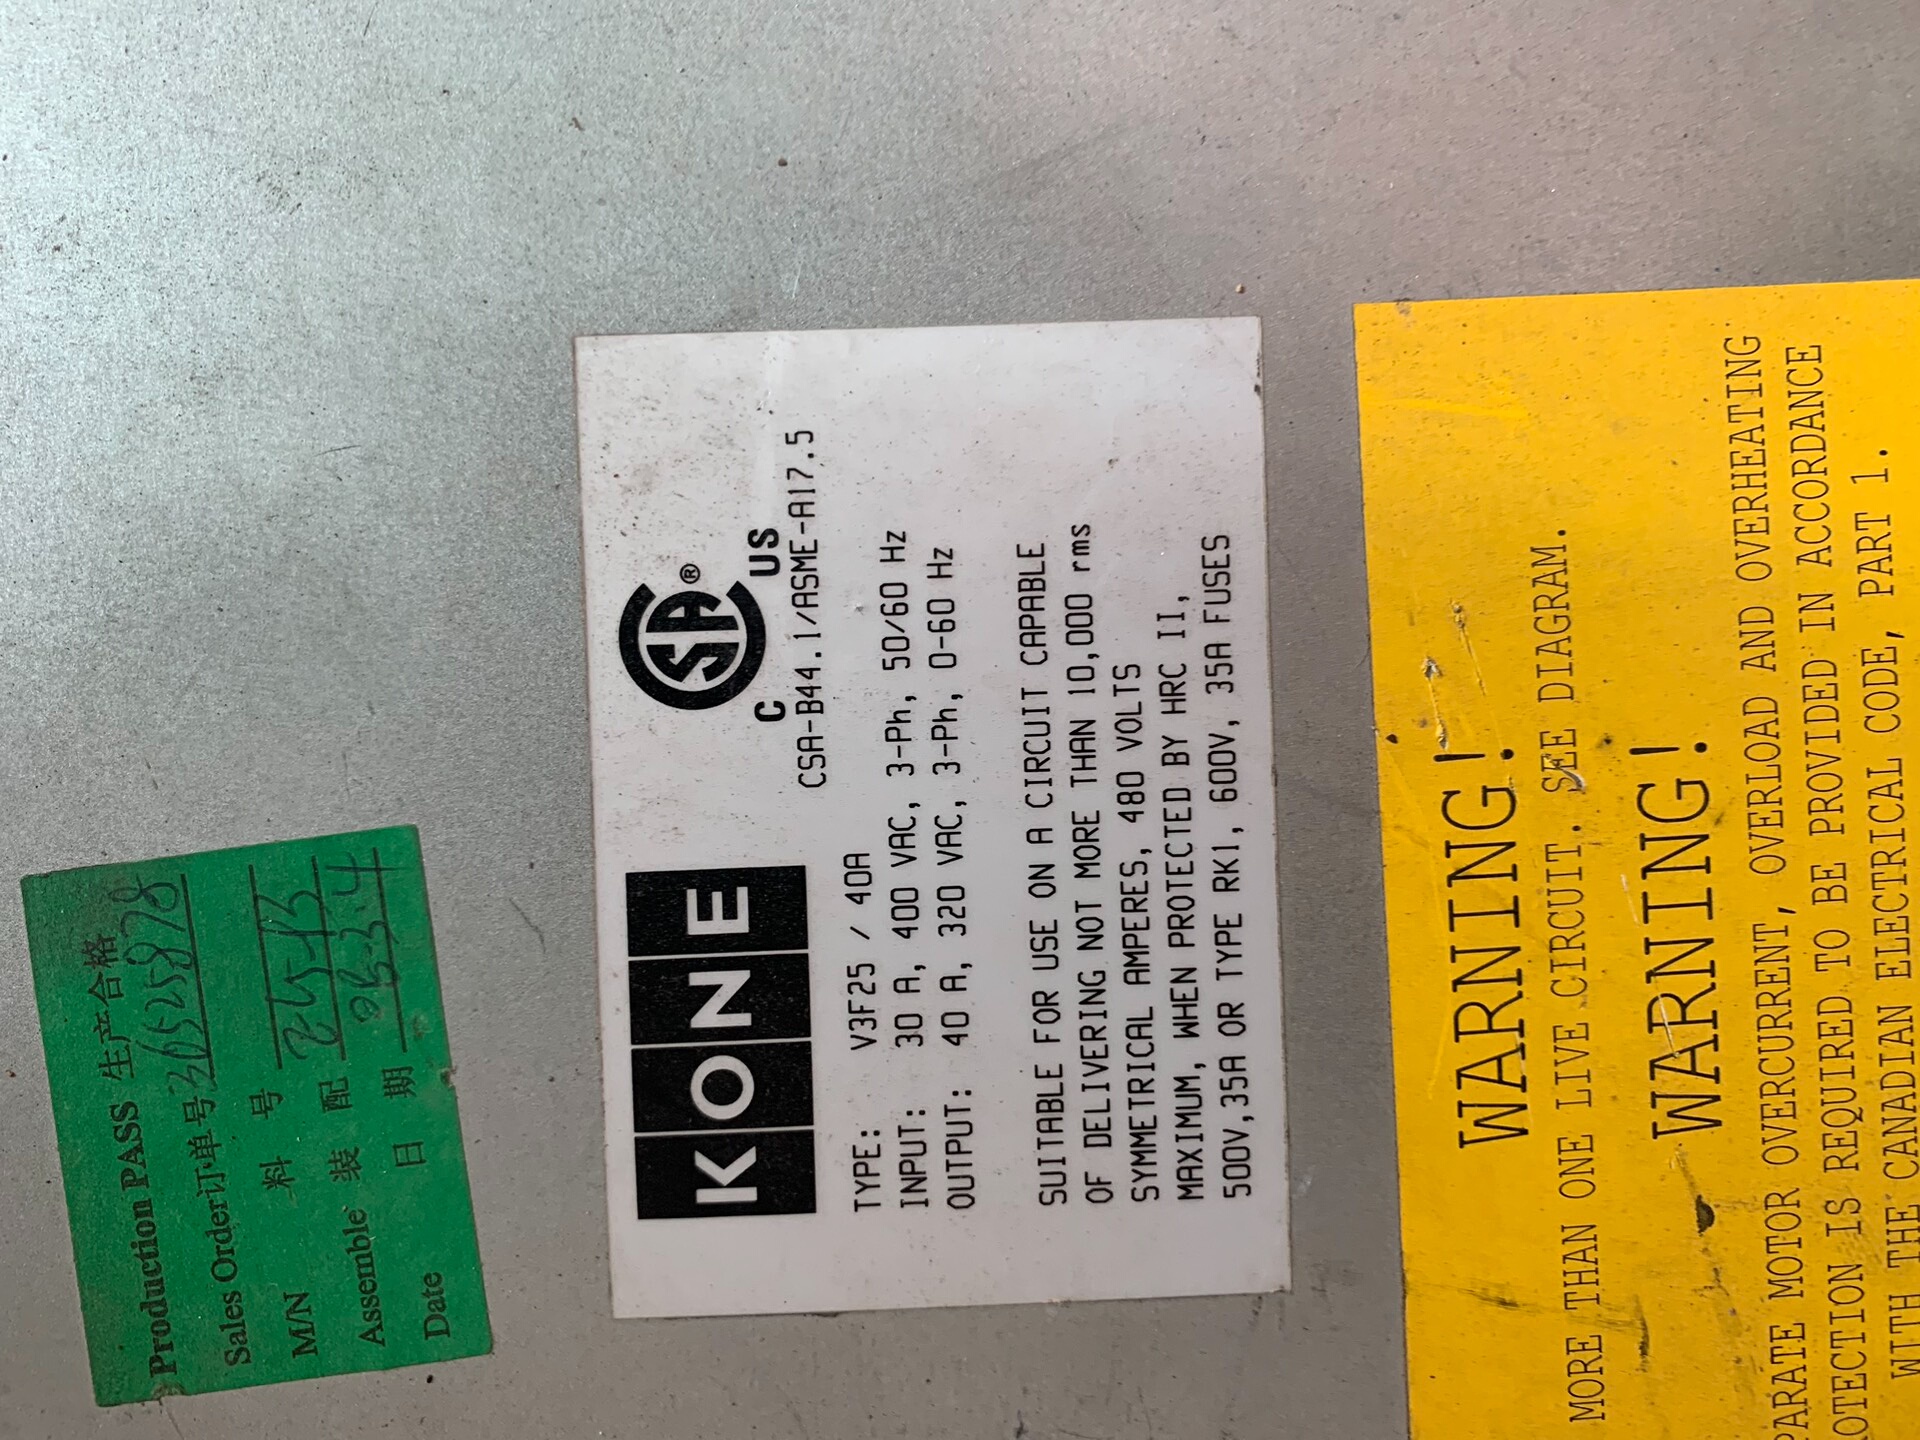 Production PASS 生产合格
Sales Order订单号 30525878
M/N 料 号
Assemble 装 配
Date 日 期
KONE
SA®
C US
CSA-B44.1/ASME-A17.5
TYPE: V3F25 / 40A
INPUT: 30 A, 400 VAC, 3-Ph, 50/60 Hz
OUTPUT: 40 A, 320 VAC, 3-Ph, 0-60 Hz
SUITABLE FOR USE ON A CIRCUIT CAPABLE
OF DELIVERING NOT MORE THAN 10,000 rms
SYMMETRICAL AMPERES, 480 VOLTS
MAXIMUM, WHEN PROTECTED BY HRC II,
500V,35A OR TYPE RK1, 600V, 35A FUSES
WARNING!
MORE THAN ONE LIVE CIRCUIT. SEE DIAGRAM.
WARNING!
PARATE MOTOR OVERCURRENT, OVERLOAD AND OVERHEATING
OTECTION IS REQUIRED TO BE PROVIDED IN ACCORDANCE
WITH THE CANADIAN ELECTRICAL CODE, PART 1.